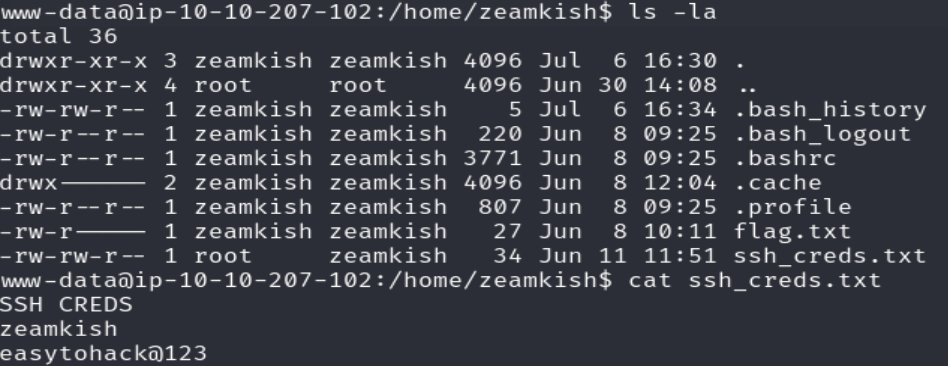 www-data@ip-10-10-207-102:/home/zeamkish$ ls -la
total 36
drwxr-xr-x 3 zeamkish zeamkish 4096 Jul  6 16:30 .
drwxr-xr-x 4 root     root     4096 Jun 30 14:08 ..
-rw-rw-r-- 1 zeamkish zeamkish    5 Jul  6 16:34 .bash_history
-rw-r--r-- 1 zeamkish zeamkish  220 Jun  8 09:25 .bash_logout
-rw-r--r-- 1 zeamkish zeamkish 3771 Jun  8 09:25 .bashrc
drwx------ 2 zeamkish zeamkish 4096 Jun  8 12:04 .cache
-rw-r--r-- 1 zeamkish zeamkish  807 Jun  8 09:25 .profile
-rw-r----- 1 zeamkish zeamkish   27 Jun  8 10:11 flag.txt
-rw-rw-r-- 1 root     zeamkish   34 Jun 11 11:51 ssh_creds.txt
www-data@ip-10-10-207-102:/home/zeamkish$ cat ssh_creds.txt
SSH CREDS
zeamkish
easytohack@123